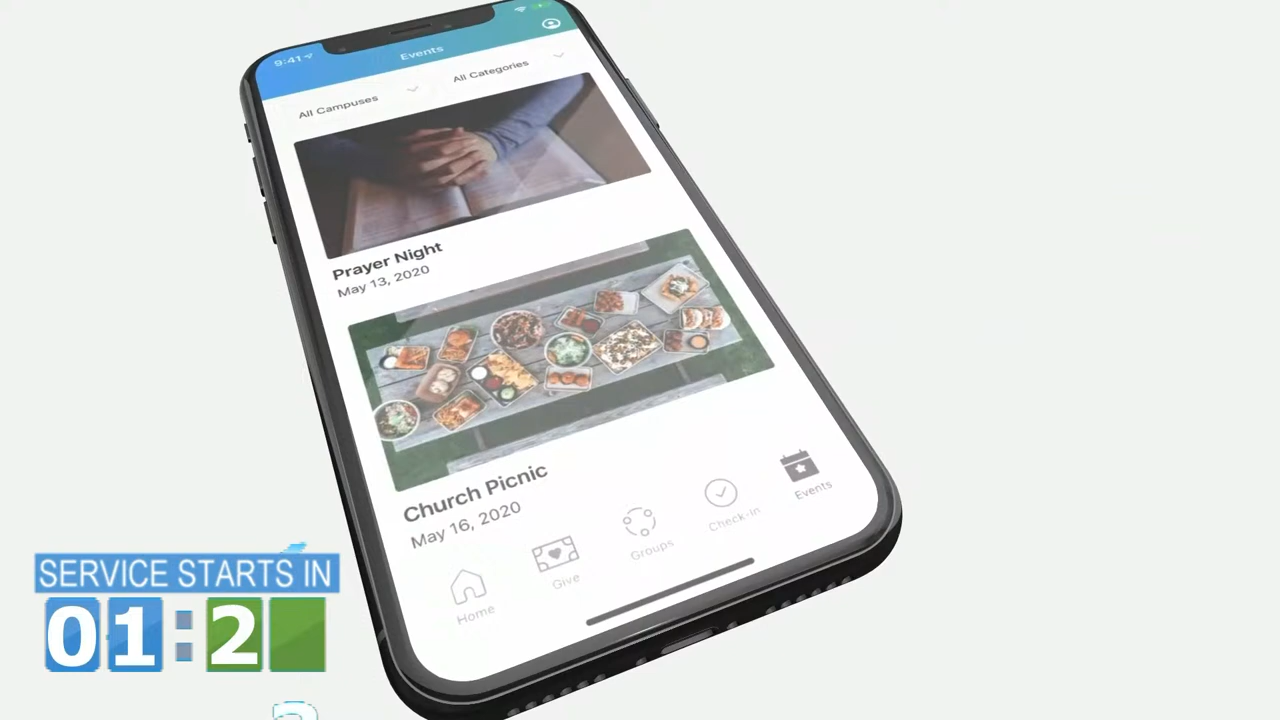 9:41
Events
All Campuses
All Categories
Prayer Night
May 13, 2020
Church Picnic
May 16, 2020
Home
Give
Groups
Check-In
Events
SERVICE STARTS IN
01:2